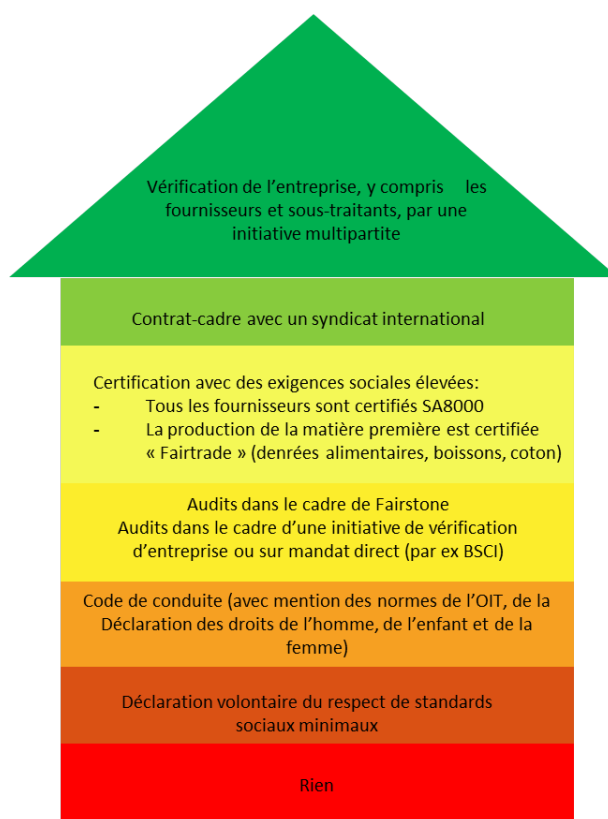 Vérification de l'entreprise, y compris les
fournisseurs et sous-traitants, par une
initiative multipartite
Contrat-cadre avec un syndicat international
Certification avec des exigences sociales élevées:
- Tous les fournisseurs sont certifiés SA8000
- La production de la matière première est certifiée
« Fairtrade » (denrées alimentaires, boissons, coton)
Audits dans le cadre de Fairstone
Audits dans le cadre d'une initiative de vérification
d'entreprise ou sur mandat direct (par ex BSCI)
Code de conduite (avec mention des normes de l'OIT, de la
Déclaration des droits de l'homme, de l'enfant et de la
femme)
Déclaration volontaire du respect de standards
sociaux minimaux
Rien